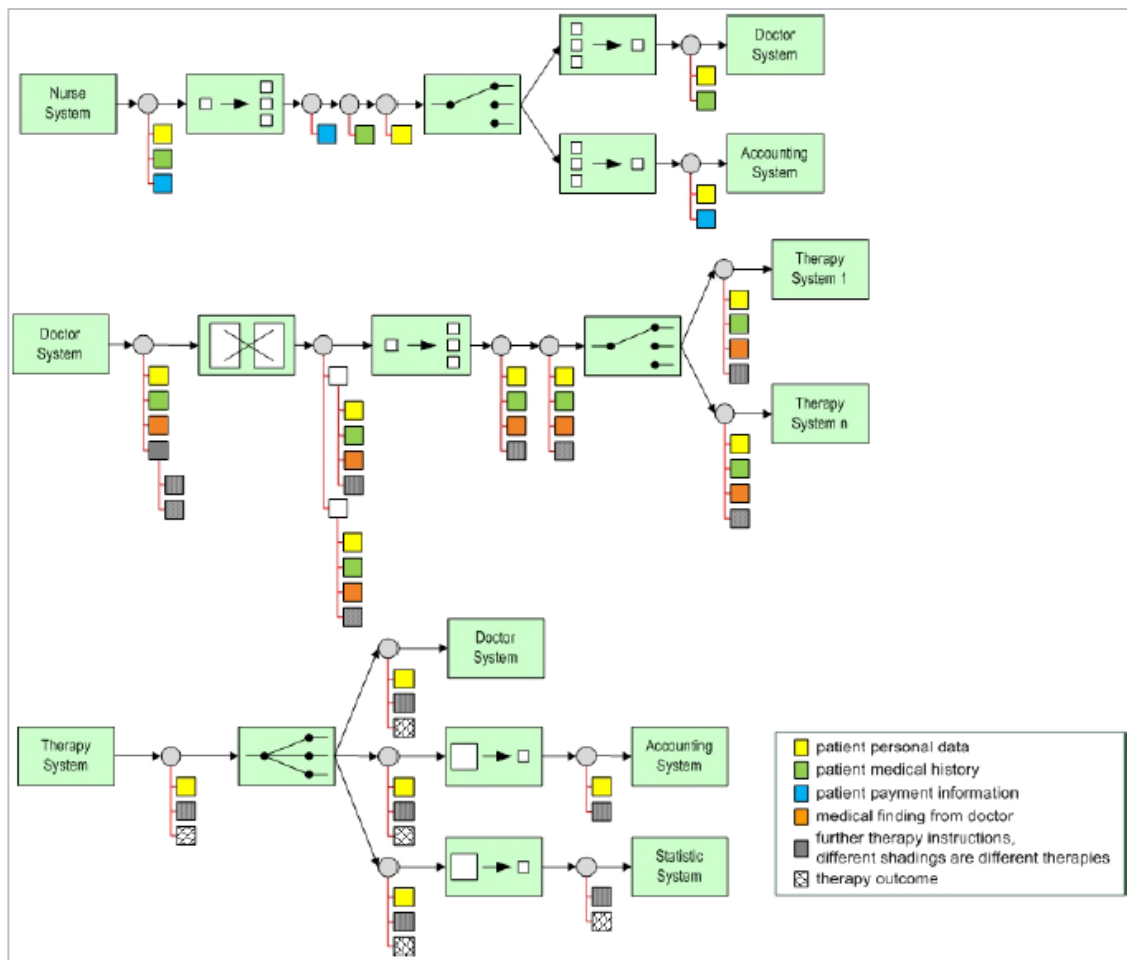 Doctor
System
Nurse
System
Accounting
System
Therapy
System 1
Doctor
System
Therapy
System n
Doctor
System
Therapy
System
Accounting
System
Statistic
System
patient personal data
patient medical history
patient payment information
medical finding from doctor
further therapy instructions,
different shadings are different therapies
therapy outcome